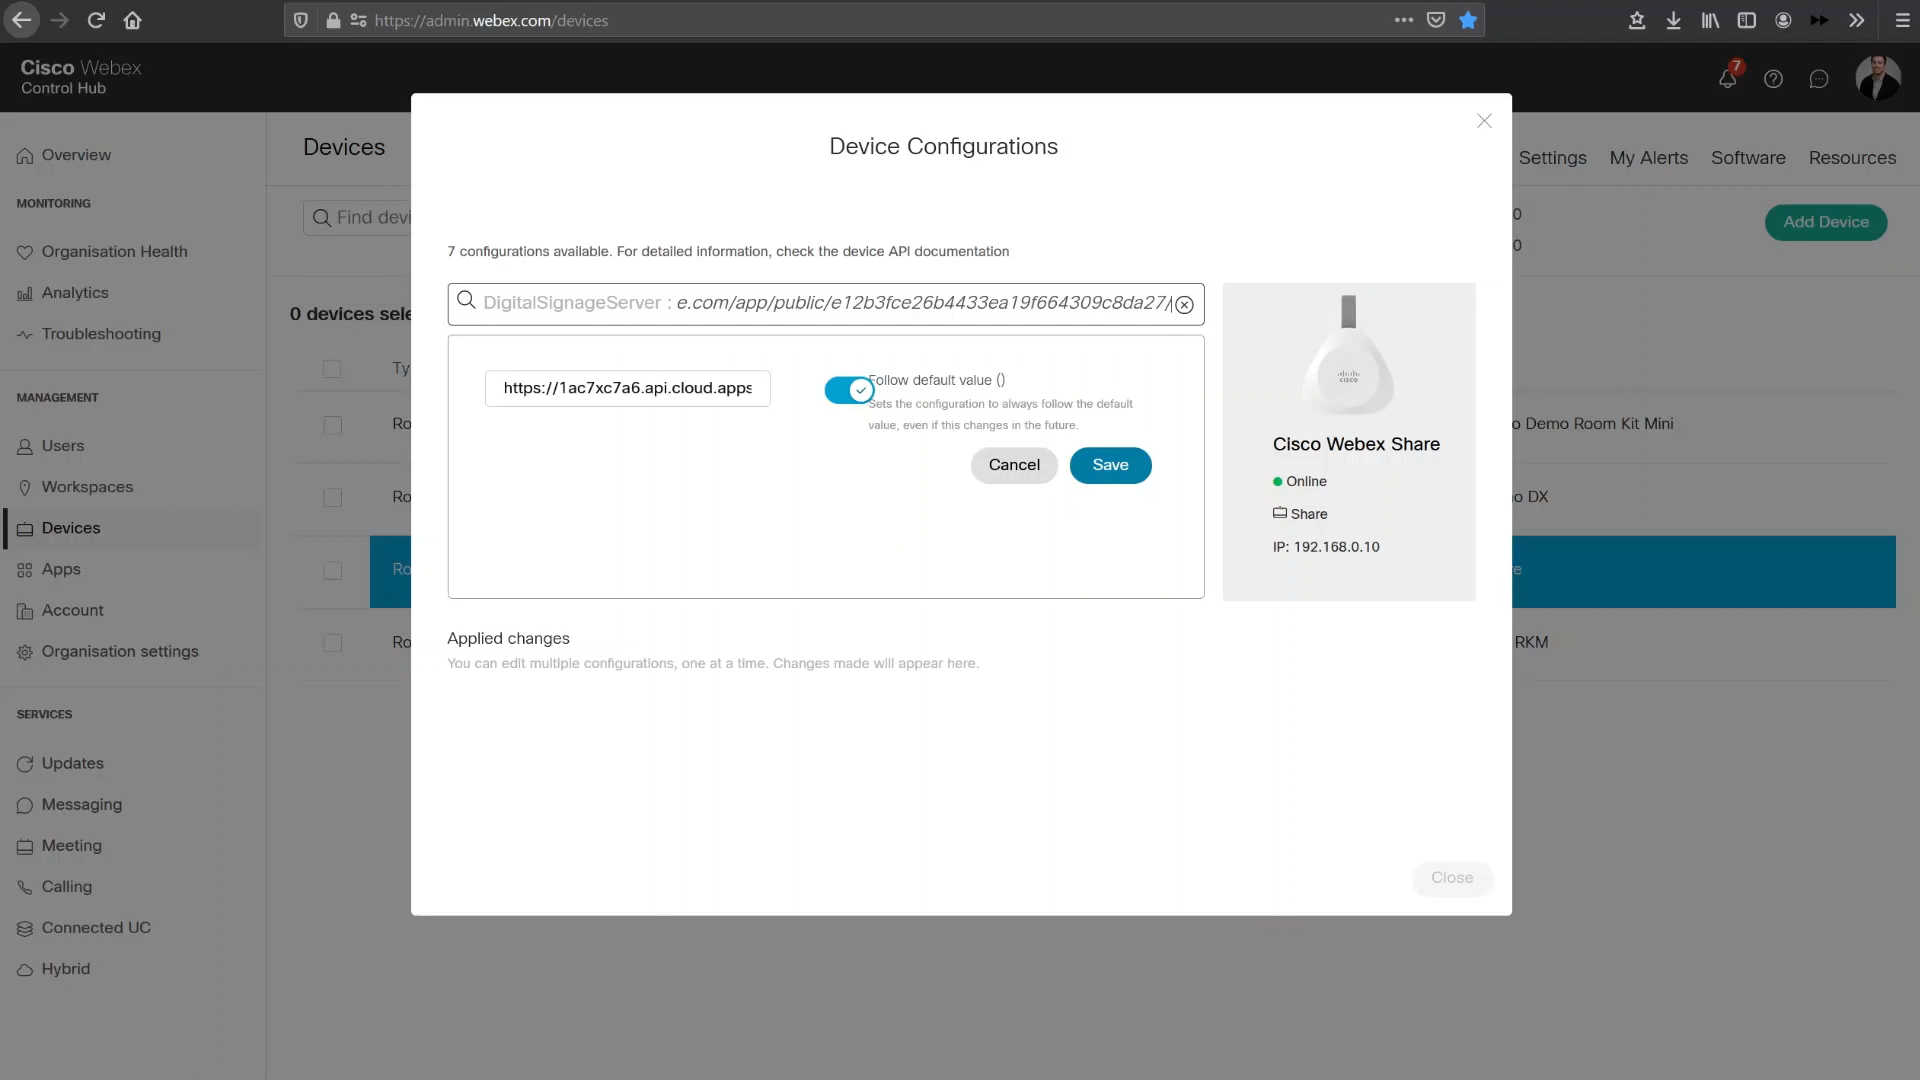 https://admin.webex.com/devices
Cisco Webex
Control Hub
7
Overview
MONITORING
Organisation Health
Analytics
Troubleshooting
MANAGEMENT
Users
Workspaces
Devices
Apps
Account
Organisation settings
SERVICES
Updates
Messaging
Meeting
Calling
Connected UC
Hybrid
Devices
Settings
My Alerts
Software
Resources
Find devi
0
0
Add Device
0 devices sele
Ty
Ro
o Demo Room Kit Mini
Ro
o DX
Ro
e
Ro
RKM
Device Configurations
7 configurations available. For detailed information, check the device API documentation
DigitalSignageServer : e.com/app/public/e12b3fce26b4433ea19f664309c8da27/
https://1ac7xc7a6.api.cloud.apps
Follow default value ()
Sets the configuration to always follow the default
value, even if this changes in the future.
Cancel
Save
CISCO
Cisco Webex Share
Online
Share
IP: 192.168.0.10
Applied changes
You can edit multiple configurations, one at a time. Changes made will appear here.
Close